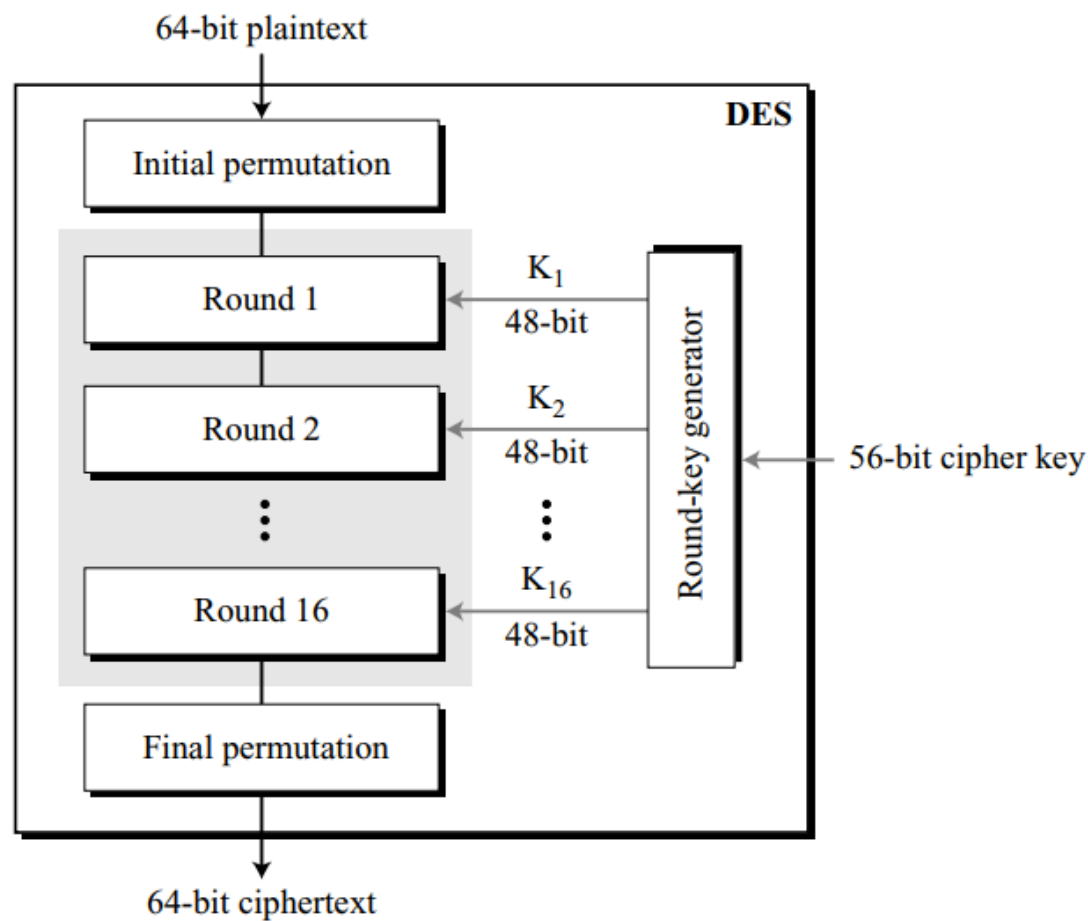 64-bit plaintext
DES
Initial permutation
Round 1
K₁
48-bit
Round 2
K₂
48-bit
Round-key generator
56-bit cipher key
Round 16
K₁₆
48-bit
Final permutation
64-bit ciphertext